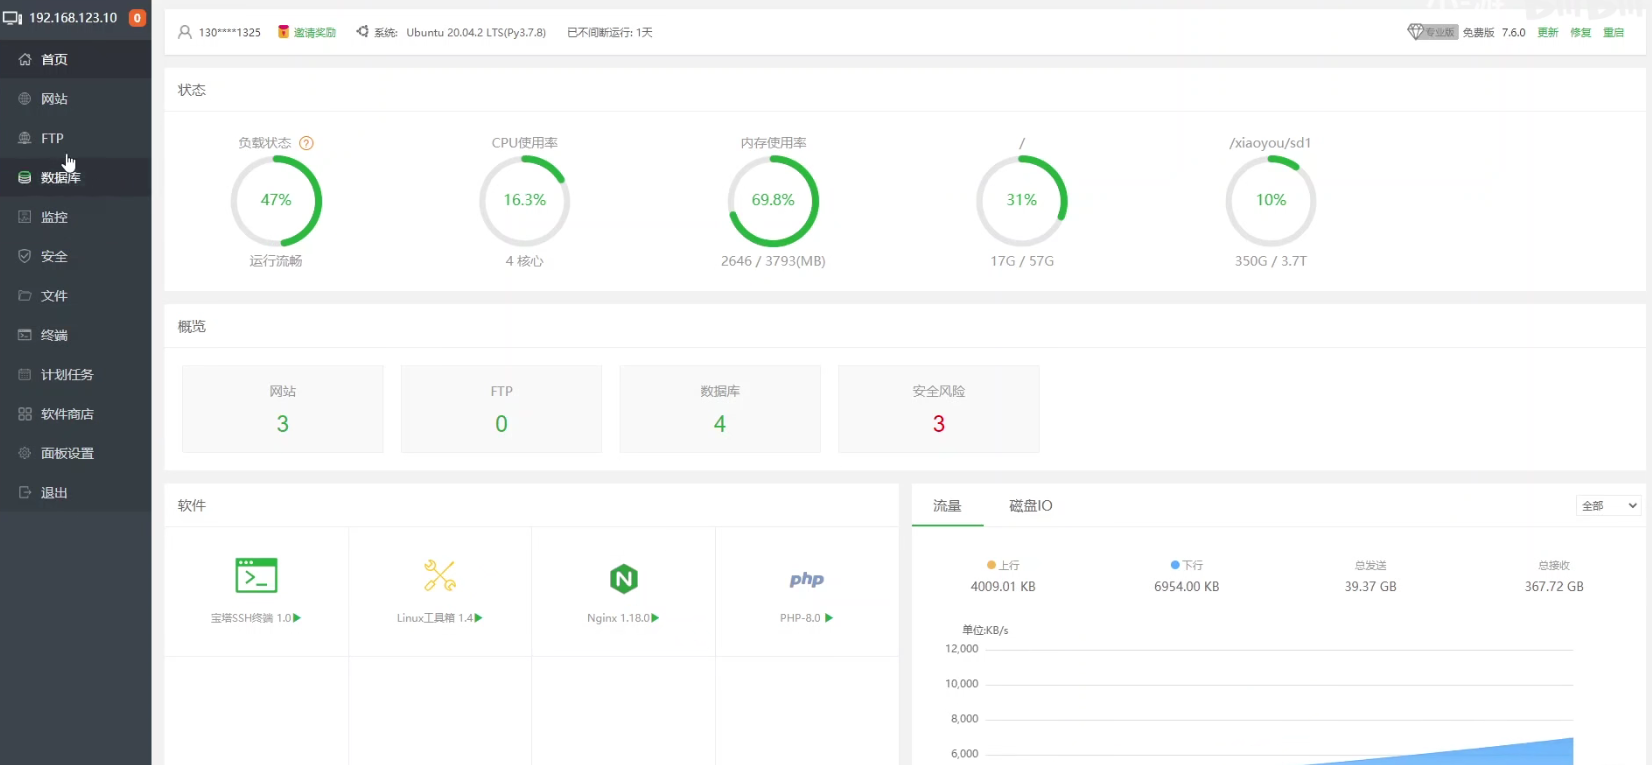 192.168.123.10 0
首页
网站
FTP
数据库
监控
安全
文件
终端
计划任务
软件商店
面板设置
退出
130****1325 邀请奖励 系统: Ubuntu 20.04.2 LTS(Py3.7.8) 已不间断运行: 1天 专业版 免费版 7.6.0 更新 修复 重启
状态
负载状态 ? CPU使用率 内存使用率 / /xiaoyou/sd1
47% 16.3% 69.8% 31% 10%
运行流畅 4 核心 2646 / 3793(MB) 17G / 57G 350G / 3.7T
概览
网站 FTP 数据库 安全风险
3 0 4 3
软件
php
宝塔SSH终端 1.0 Linux工具箱 1.4 Nginx 1.18.0 PHP-8.0
流量 磁盘IO 全部
上行 下行 总发送 总接收
4009.01 KB 6954.00 KB 39.37 GB 367.72 GB
单位:KB/s
12,000
10,000
8,000
6,000